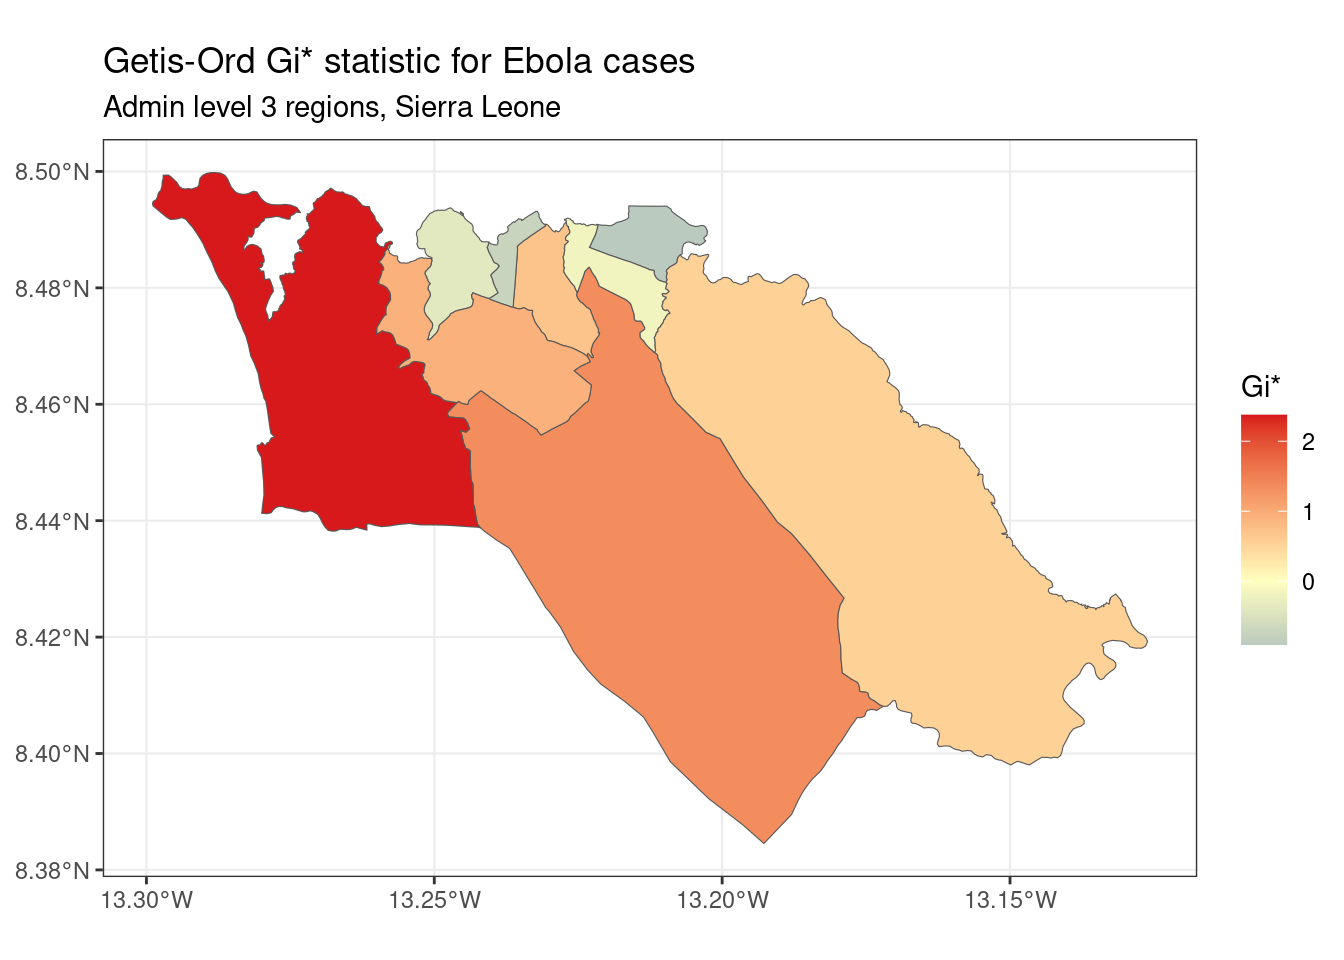 Getis-Ord Gi* statistic for Ebola cases
Admin level 3 regions, Sierra Leone
8.50°N
8.48°N
8.46°N
8.44°N
8.42°N
8.40°N
8.38°N
13.30°W
13.25°W
13.20°W
13.15°W
Gi*
2
1
0